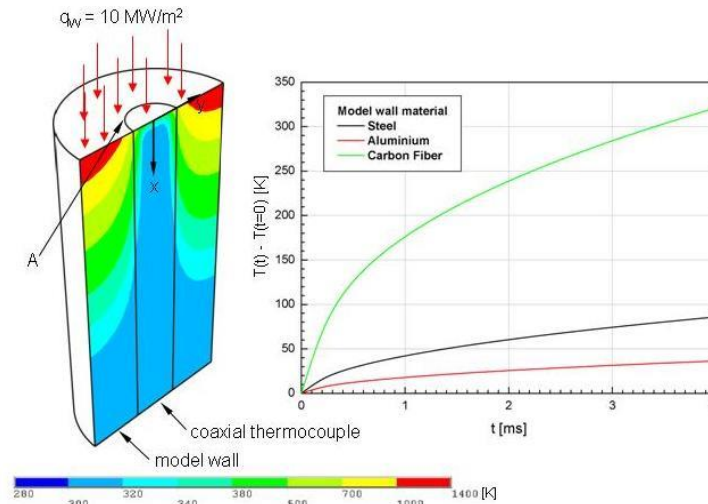 q_W = 10 MW/m²
y
x
A
coaxial thermocouple
model wall
280 300 320 340 380 500 700 1000 1400 [K]
350
300
250
200
150
100
50
0
T(t) - T(t=0) [K]
Model wall material
Steel
Aluminium
Carbon Fiber
0 1 2 3
t [ms]